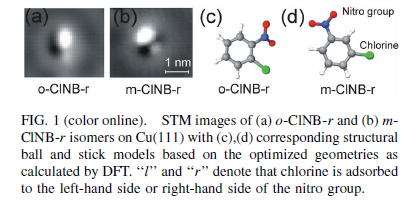 (a)
(b)
(c)
(d)
Nitro group
Chlorine
1 nm
o-ClNB-r
m-ClNB-r
o-ClNB-r
m-ClNB-r
FIG. 1 (color online). STM images of (a) o-ClNB-r and (b) m-
ClNB-r isomers on Cu(111) with (c),(d) corresponding structural
ball and stick models based on the optimized geometries as
calculated by DFT. “l” and “r” denote that chlorine is adsorbed
to the left-hand side or right-hand side of the nitro group.